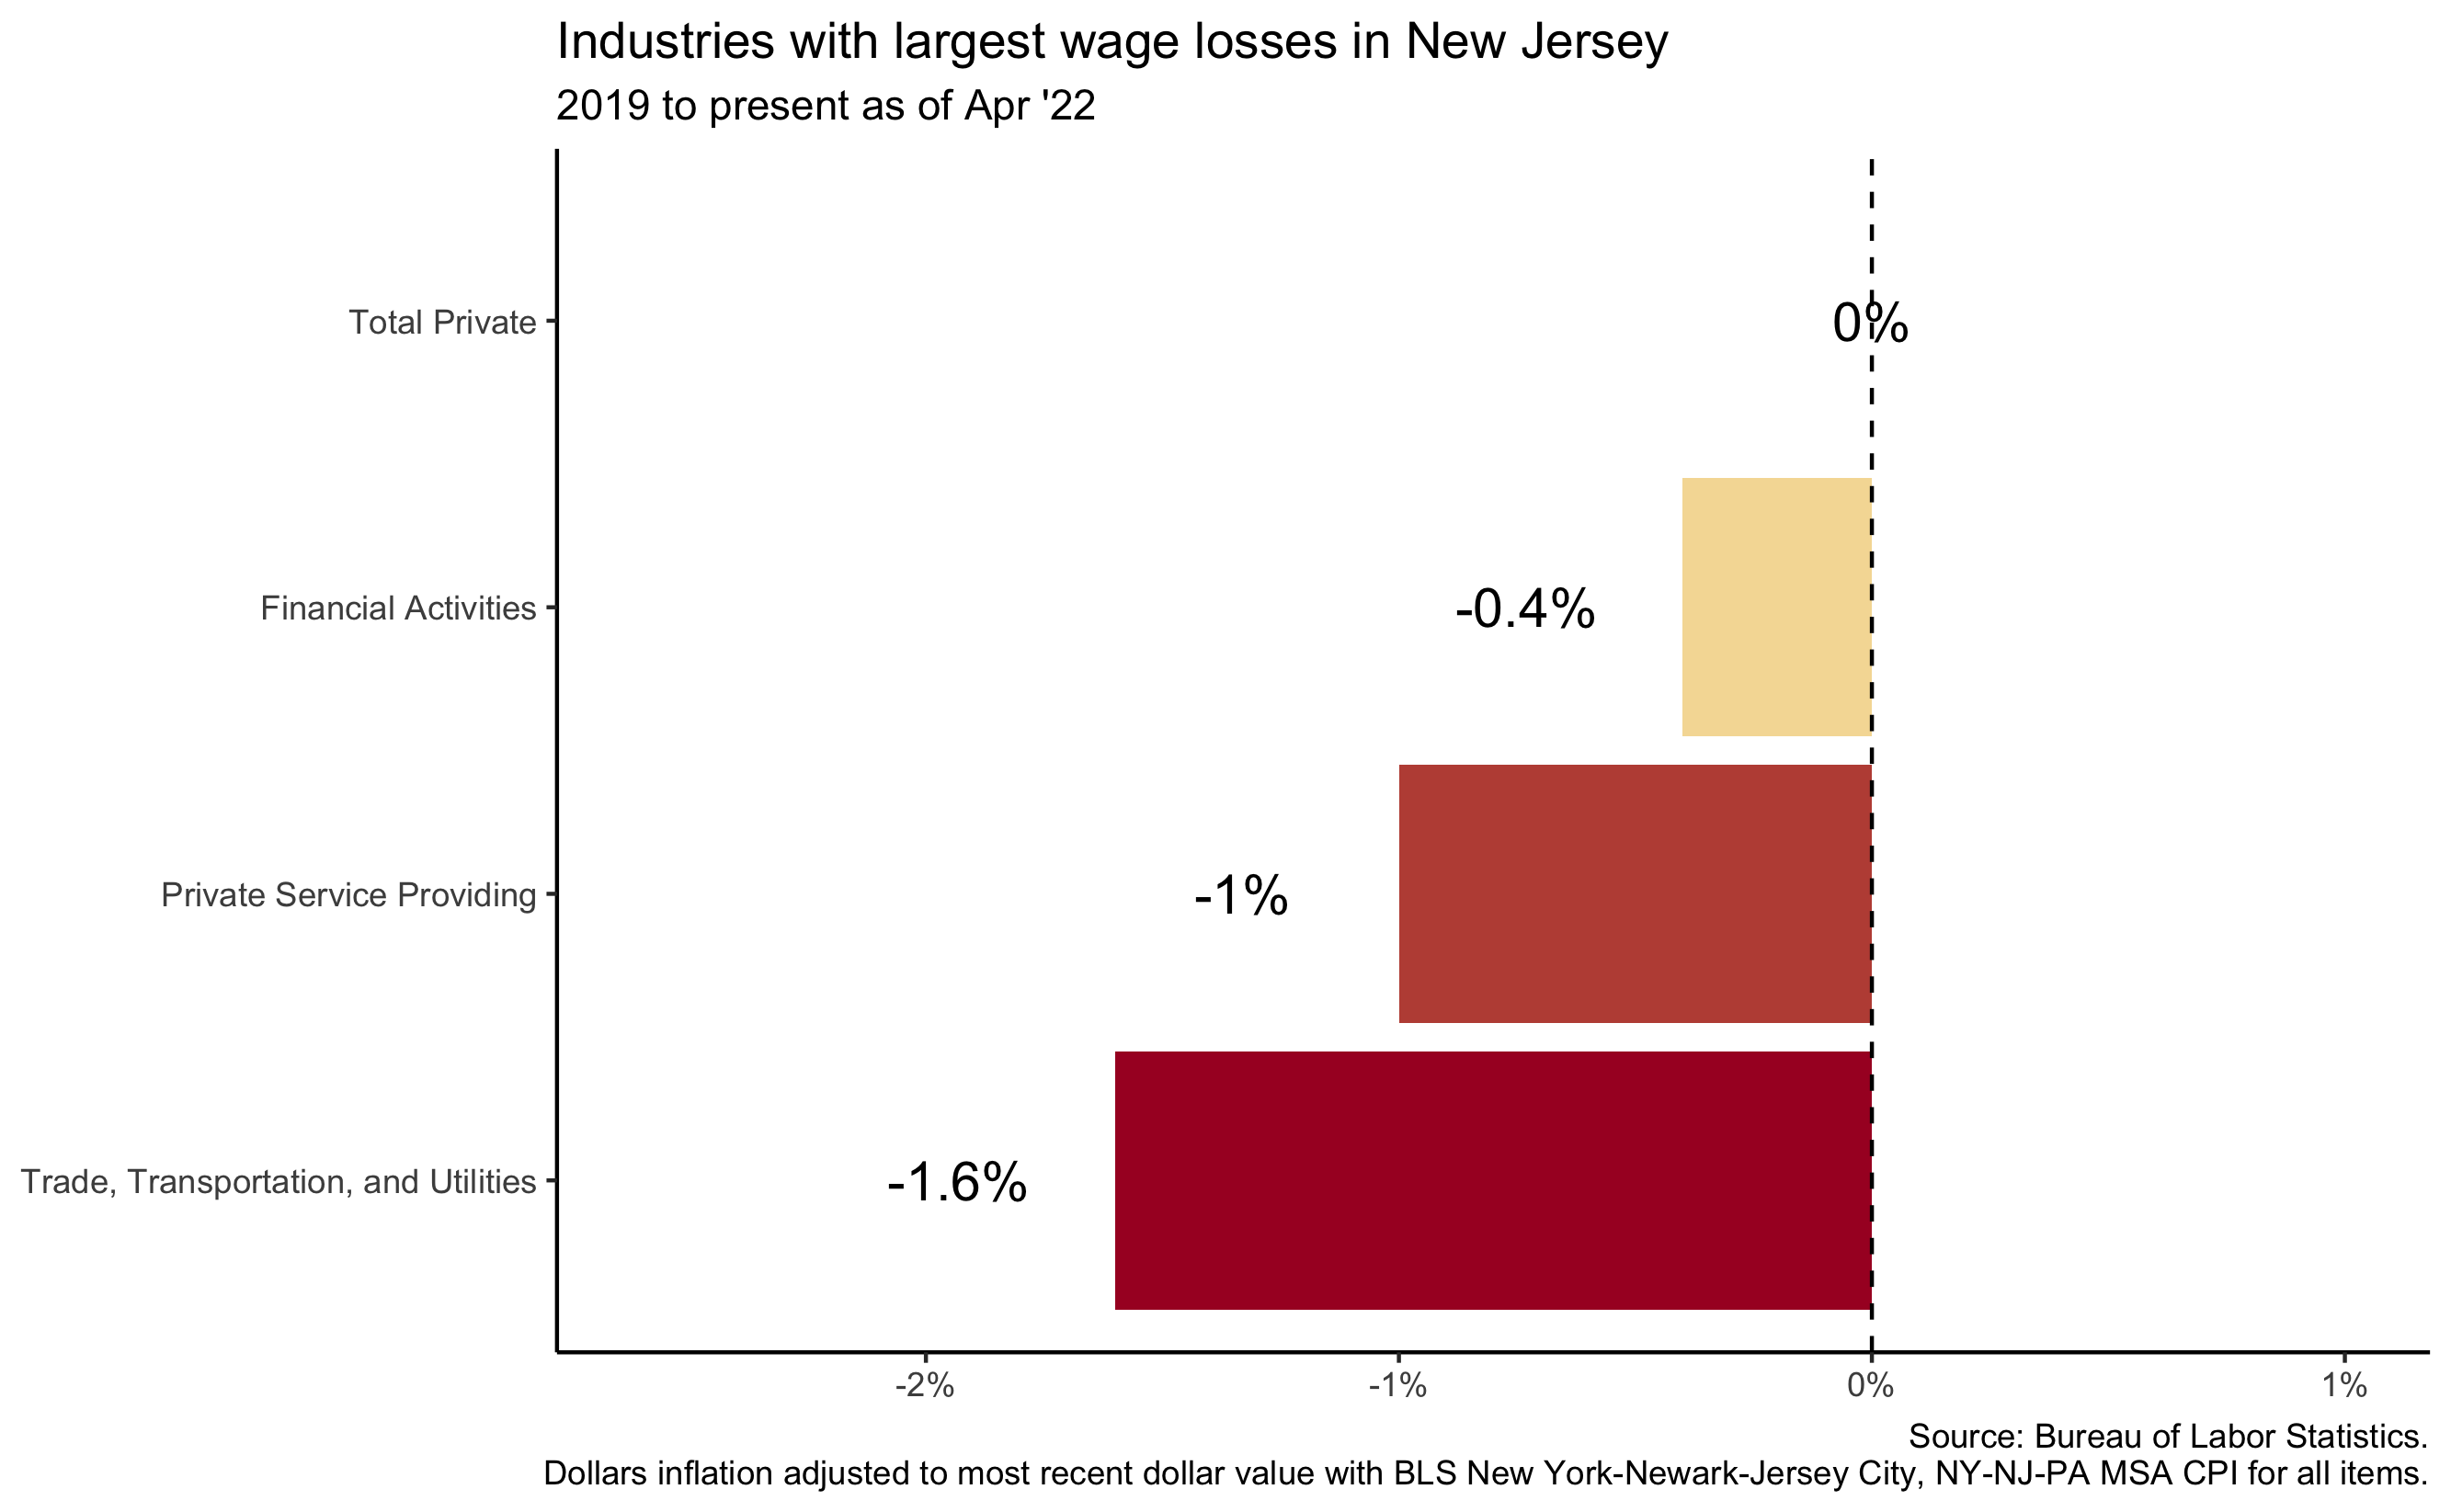 Industries with largest wage losses in New Jersey
2019 to present as of Apr '22
Total Private
0%
Financial Activities
-0.4%
Private Service Providing
-1%
Trade, Transportation, and Utilities
-1.6%
-2%
-1%
0%
1%
Source: Bureau of Labor Statistics.
Dollars inflation adjusted to most recent dollar value with BLS New York-Newark-Jersey City, NY-NJ-PA MSA CPI for all items.